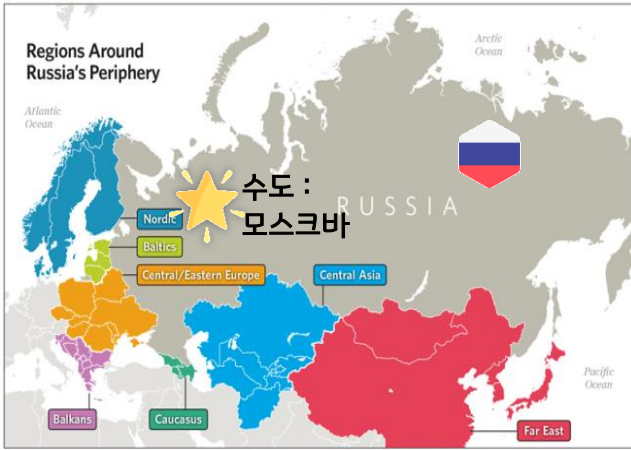 Regions Around
Russia's Periphery
Arctic
Ocean
Atlantic
Ocean
수도 :
모스크바
RUSSIA
Nordic
Baltics
Central/Eastern Europe
Central Asia
Pacific
Ocean
Balkans
Caucasus
Far East